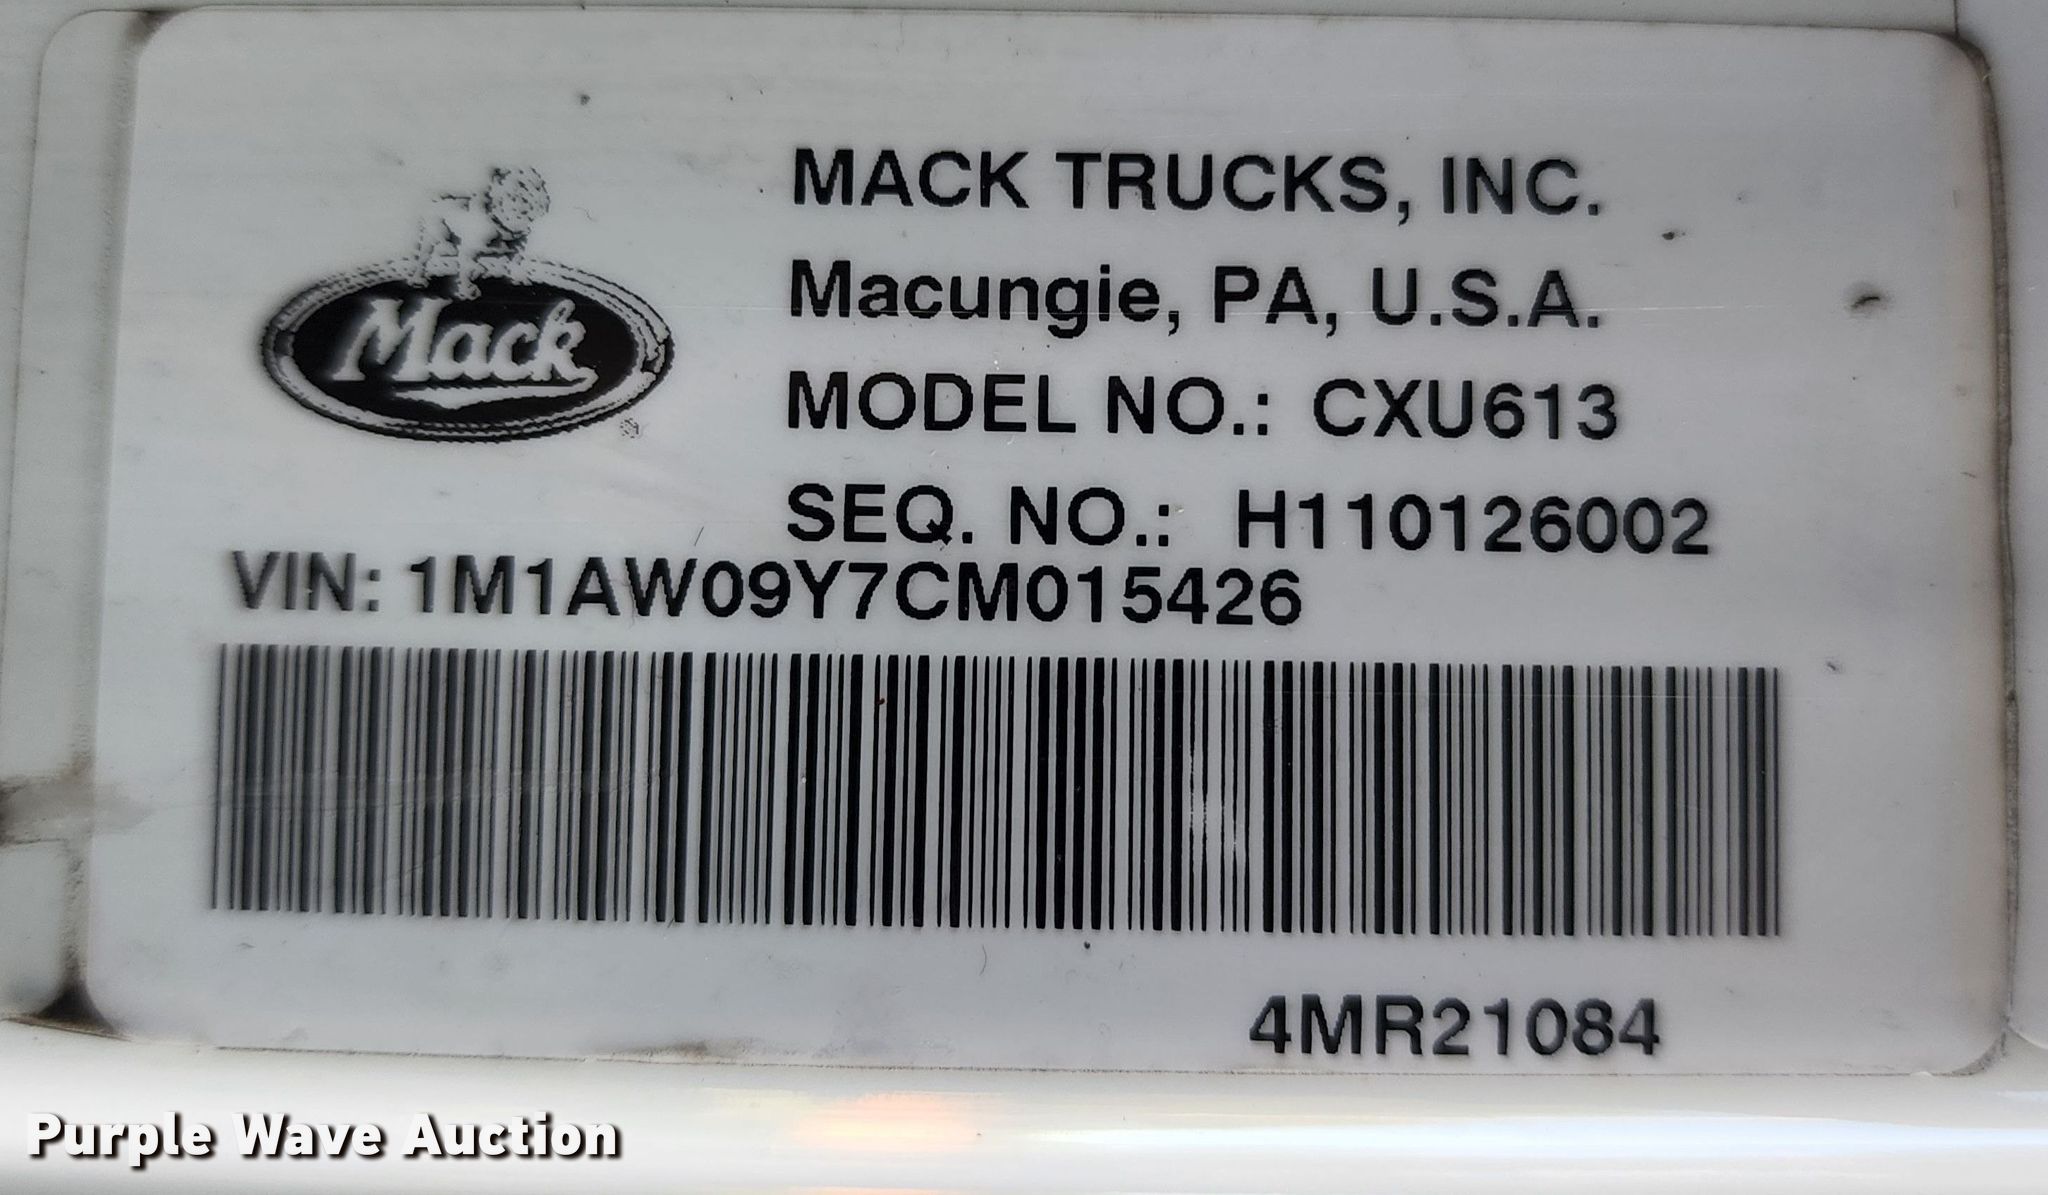 MACK TRUCKS, INC.
Macungie, PA, U.S.A.
Mack
®
MODEL NO.: CXU613
SEQ. NO.: H110126002
VIN: 1M1AW09Y7CM015426
4MR21084
Purple Wave Auction